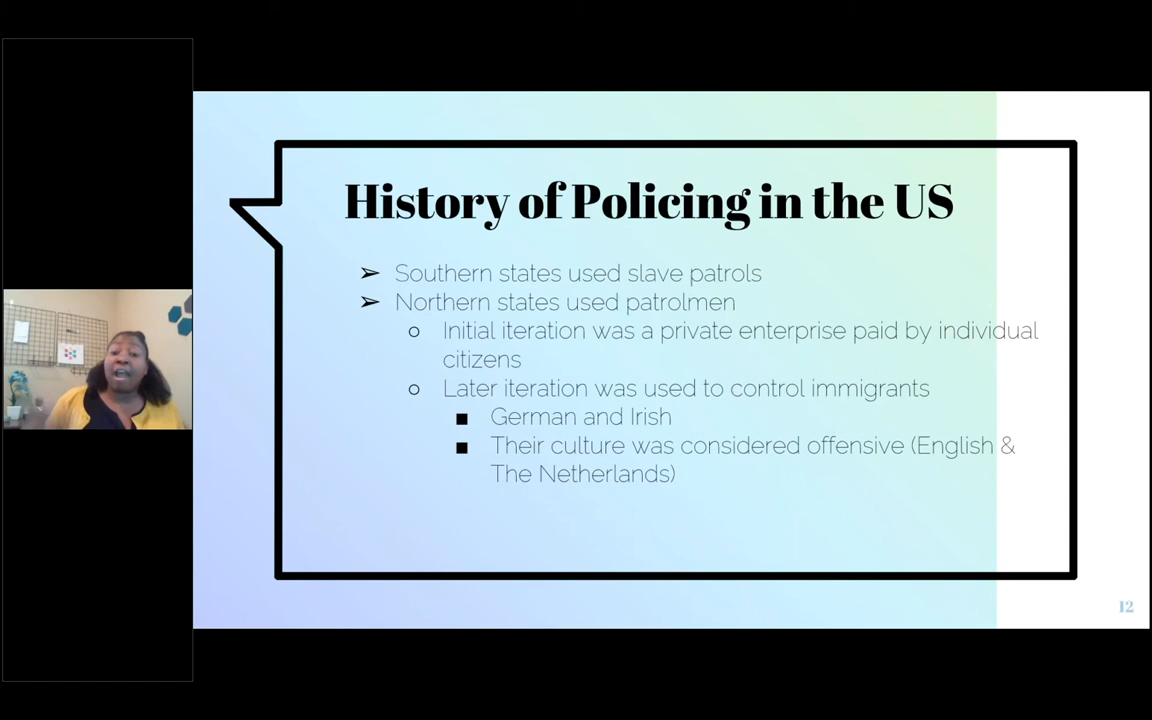 History of Policing in the US
➢ Southern states used slave patrols
➢ Northern states used patrolmen
○ Initial iteration was a private enterprise paid by individual
citizens
○ Later iteration was used to control immigrants
■ German and Irish
■ Their culture was considered offensive (English &
The Netherlands)
12